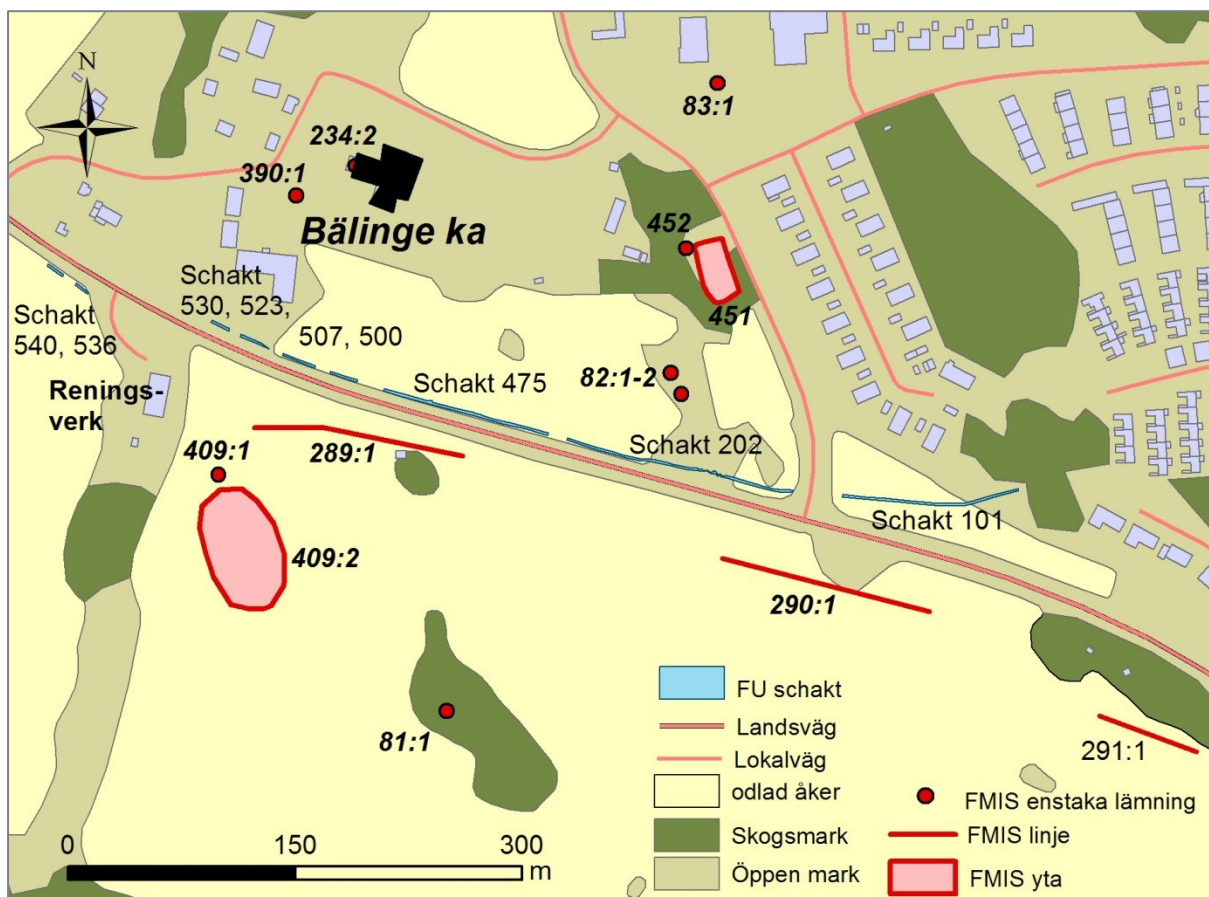 N
83:1
234:2
390:1
Bälinge ka
452
451
Schakt
530, 523,
Schakt
540, 536
507, 500
Schakt 475
82:1-2
Renings-
verk
Schakt 202
409:1
289:1
Schakt 101
409:2
290:1
81:1
291:1
0 150 300
m
FU schakt
Landsväg
Lokalväg
odlad åker
Skogsmark
Öppen mark
FMIS enstaka lämning
FMIS linje
FMIS yta